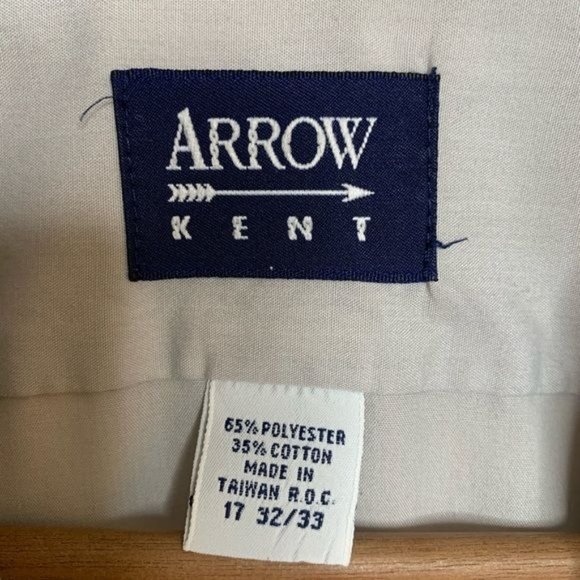 ARROW
KENT
65% POLYESTER
35% COTTON
MADE IN
TAIWAN R.O.C.
17 32/33